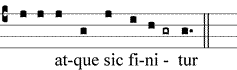 at-que sic fi-ni - tur